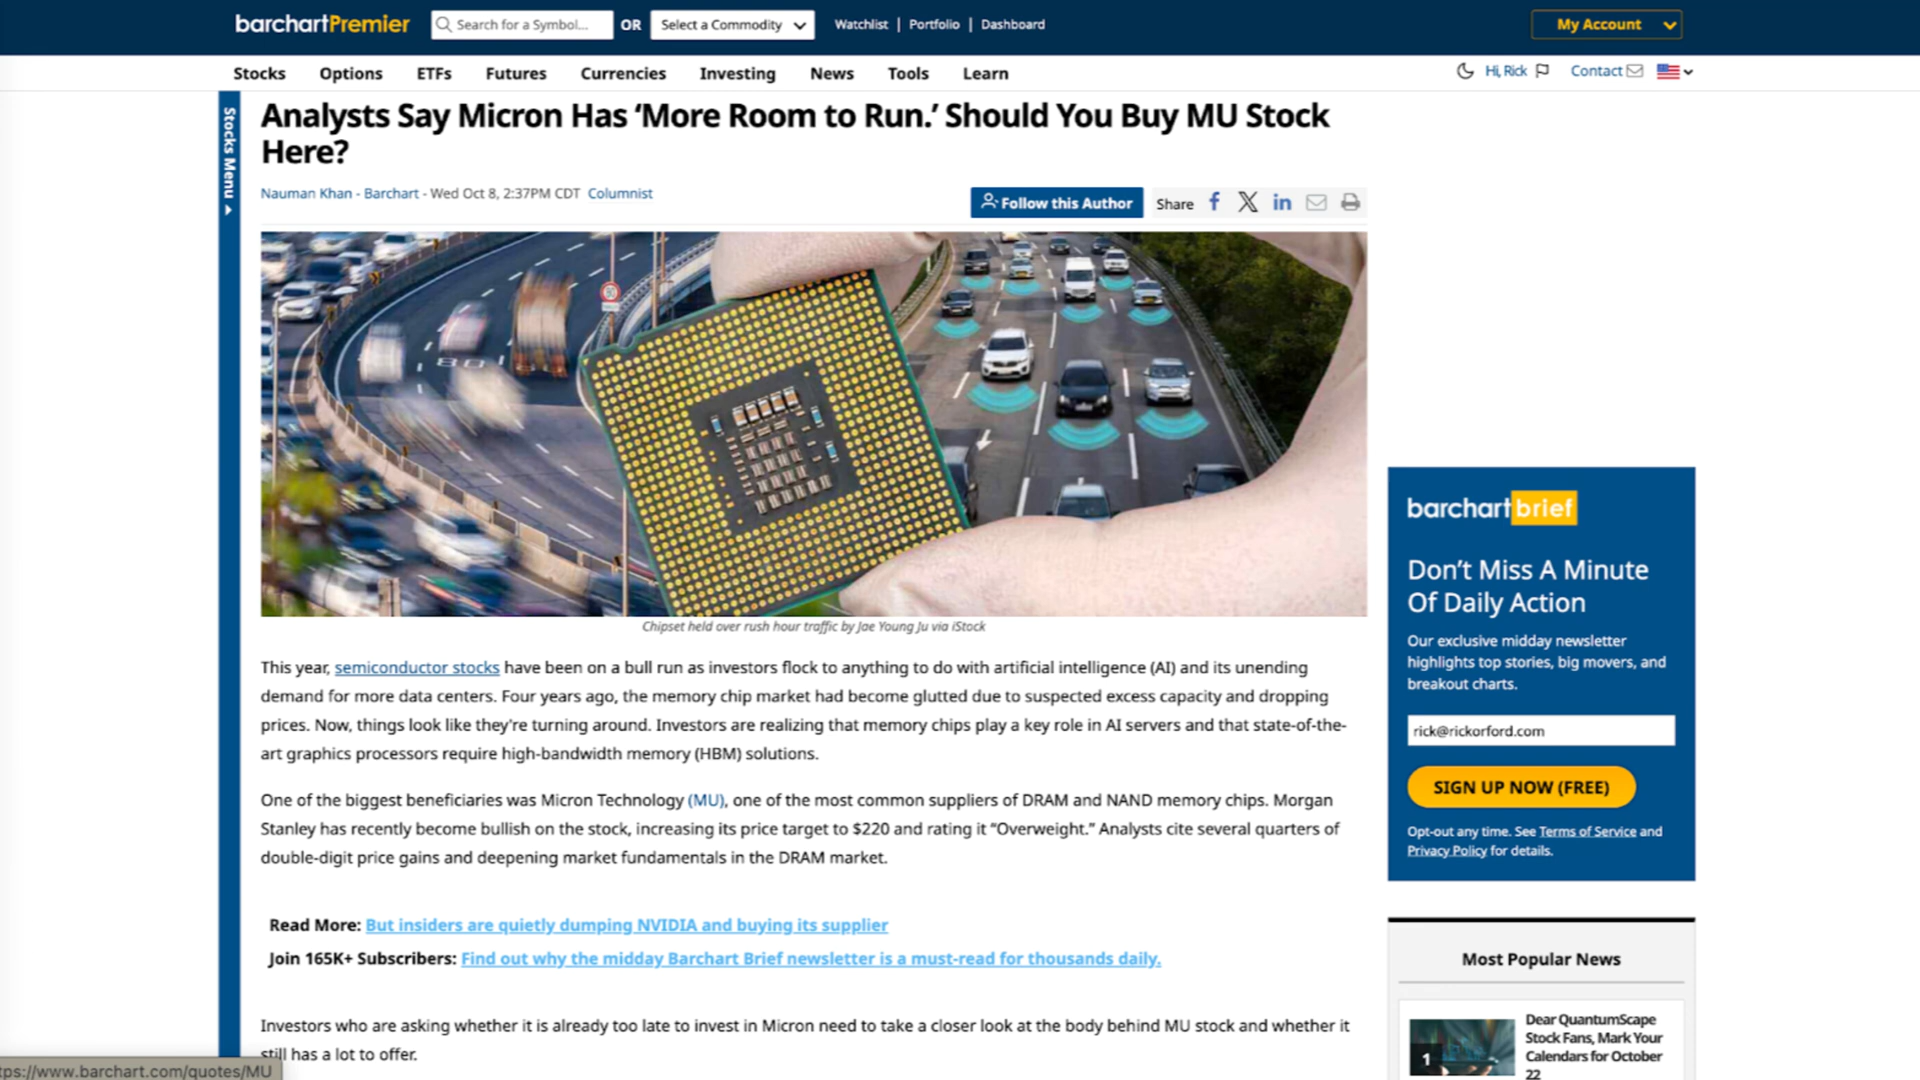 barchartPremier
Search for a Symbol...
OR
Select a Commodity
Watchlist | Portfolio | Dashboard
My Account
Stocks Options ETFs Futures Currencies Investing News Tools Learn
Hi, Rick
Contact
Stocks Menu
Analysts Say Micron Has ‘More Room to Run.’ Should You Buy MU Stock
Here?
Nauman Khan - Barchart - Wed Oct 8, 2:37PM CDT Columnist
Follow this Author
Share
80
Chipset held over rush hour traffic by Jae Young Ju via iStock
This year, semiconductor stocks have been on a bull run as investors flock to anything to do with artificial intelligence (AI) and its unending
demand for more data centers. Four years ago, the memory chip market had become glutted due to suspected excess capacity and dropping
prices. Now, things look like they're turning around. Investors are realizing that memory chips play a key role in AI servers and that state-of-the-
art graphics processors require high-bandwidth memory (HBM) solutions.
One of the biggest beneficiaries was Micron Technology (MU), one of the most common suppliers of DRAM and NAND memory chips. Morgan
Stanley has recently become bullish on the stock, increasing its price target to $220 and rating it “Overweight.” Analysts cite several quarters of
double-digit price gains and deepening market fundamentals in the DRAM market.
Read More: But insiders are quietly dumping NVIDIA and buying its supplier
Join 165K+ Subscribers: Find out why the midday Barchart Brief newsletter is a must-read for thousands daily.
Investors who are asking whether it is already too late to invest in Micron need to take a closer look at the body behind MU stock and whether it
still has a lot to offer.
tps://www.barchart.com/quotes/MU
barchart brief
Don’t Miss A Minute
Of Daily Action
Our exclusive midday newsletter
highlights top stories, big movers, and
breakout charts.
rick@rickorford.com
SIGN UP NOW (FREE)
Opt-out any time. See Terms of Service and
Privacy Policy for details.
Most Popular News
1
Dear QuantumScape
Stock Fans, Mark Your
Calendars for October
22